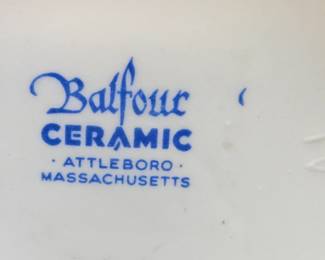 Balfour
CERAMIC
· ATTLEBORO ·
MASSACHUSETTS